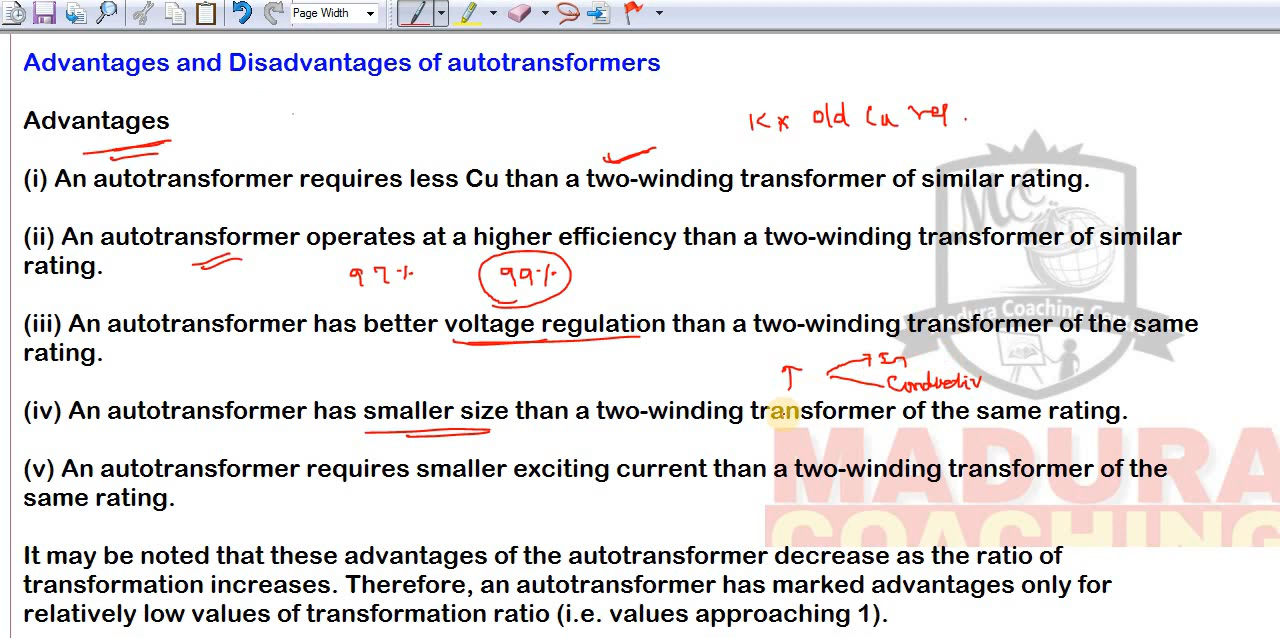 Page Width
Advantages and Disadvantages of autotransformers
Advantages
K x old Cu req.
(i) An autotransformer requires less Cu than a two-winding transformer of similar rating.
(ii) An autotransformer operates at a higher efficiency than a two-winding transformer of similar
rating.
97% 99%
(iii) An autotransformer has better voltage regulation than a two-winding transformer of the same
rating.
Conductiv
(iv) An autotransformer has smaller size than a two-winding transformer of the same rating.
(v) An autotransformer requires smaller exciting current than a two-winding transformer of the
same rating.
It may be noted that these advantages of the autotransformer decrease as the ratio of
transformation increases. Therefore, an autotransformer has marked advantages only for
relatively low values of transformation ratio (i.e. values approaching 1).
MCC
Madura Coaching
MADURA
COACHING